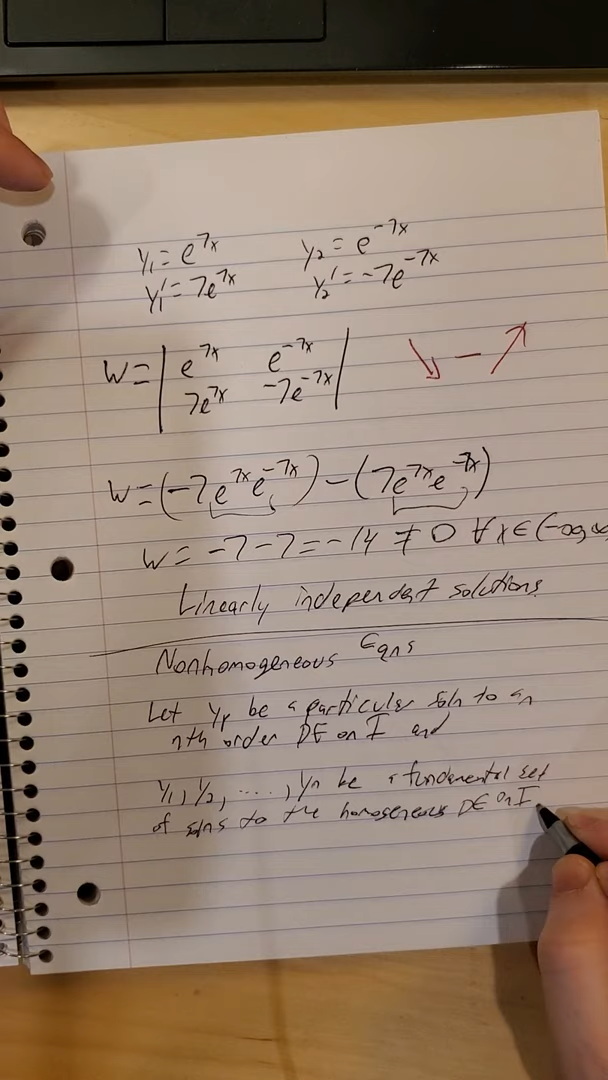 y₁ = e^{7x}    y₂ = e^{-7x}
y₁' = 7e^{7x}    y₂' = -7e^{-7x}
W = | e^{7x}    e^{-7x} |
| 7e^{7x}    -7e^{-7x} |
W = (-7e^{7x}e^{-7x}) - (7e^{7x}e^{-7x})
W = -7-7 = -14 ≠ 0 ∀x∈(-∞,∞
Linearly independent solutions
Nonhomogeneous Eqns
Let yₚ be a particular soln to an
nth order DE on I and
y₁, y₂, ....., yₙ be a fundamental set
of solns to the homogeneous DE on I.